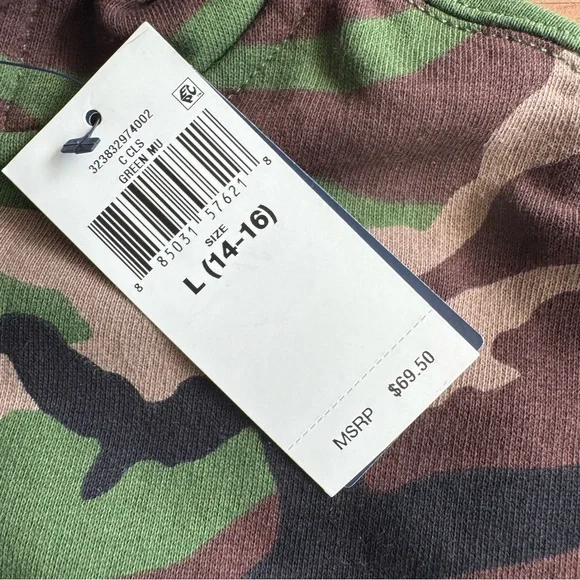 323832974002
C CLS
GREEN MU
8 85031 57621 8
SIZE
L (14-16)
MSRP $69.50